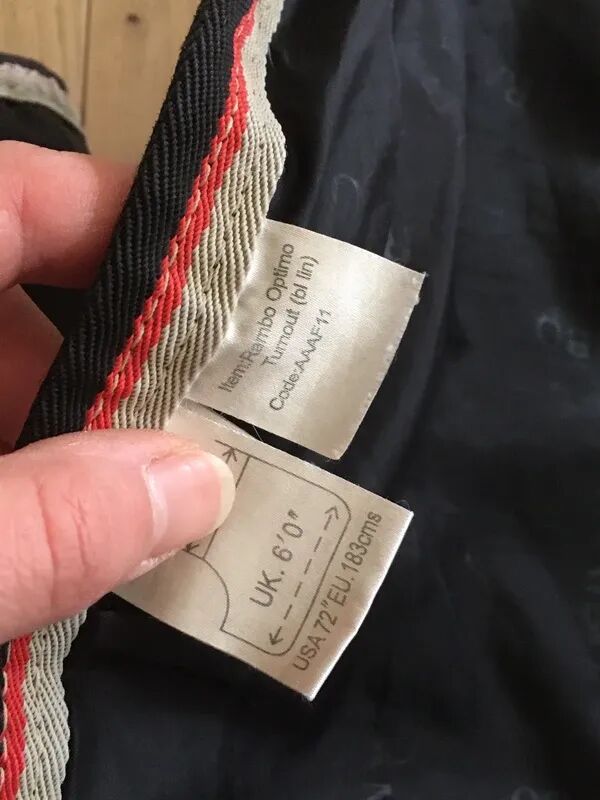 Item:Rambo Optimo
Turnout (bl lin)
Code:AAAF11
UK. 6'0"
USA 72"EU.183cms